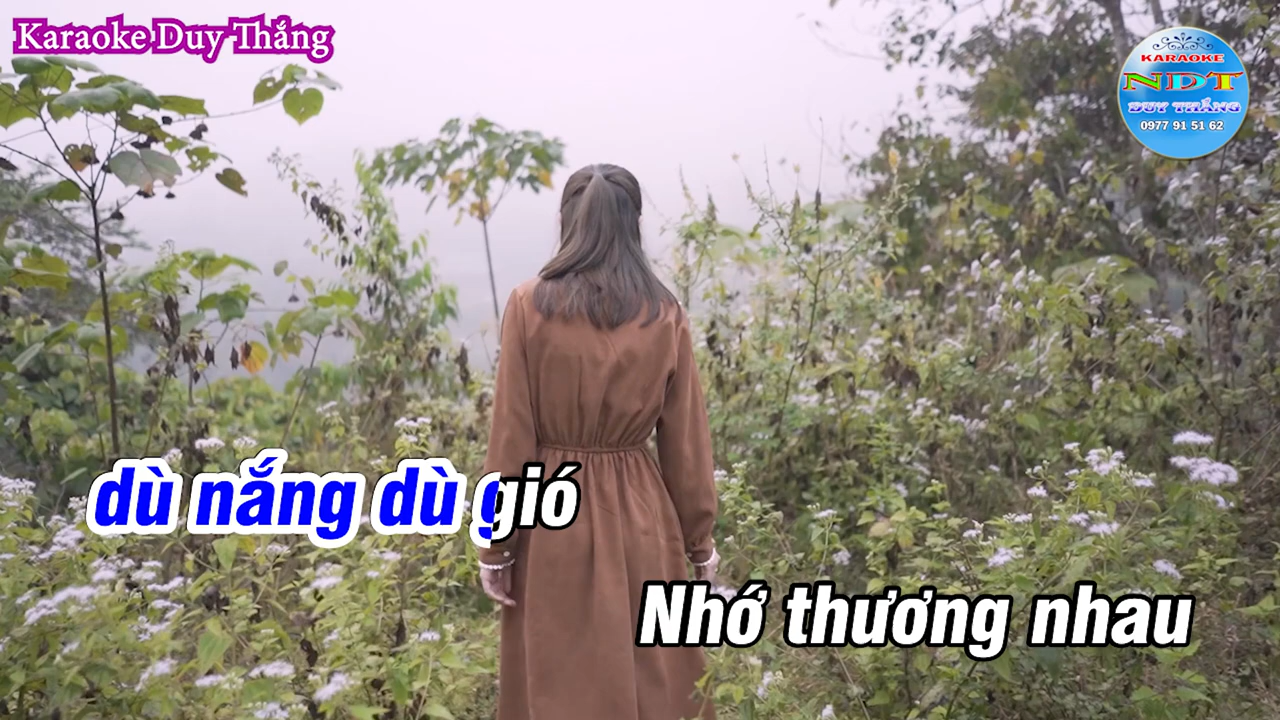 Karaoke Duy Thắng
KARAOKE
NDT
DUY THẮNG
0977 91 51 62
dù nắng dù gió
Nhớ thương nhau